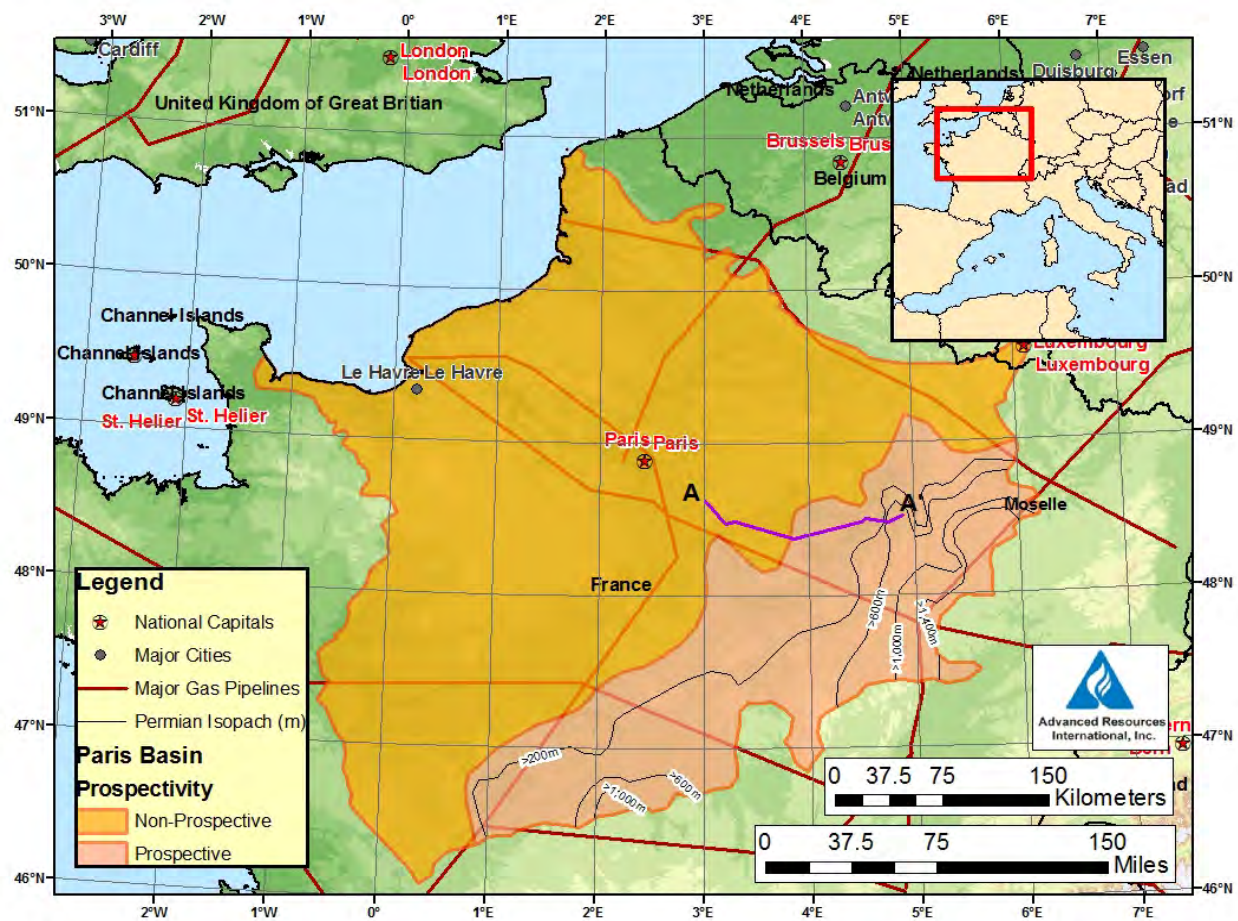 3°W 2°W 1°W 0° 1°E 2°E 3°E 4°E 5°E 6°E 7°E
Cardiff
London
London
Essen
Netherlands
Duisburg
Netherlands
United Kingdom of Great Britian
51°N
51°N
Brussels
Belgium
50°N
50°N
Channel Islands
Channel Islands
Channel Islands
St. Helier St. Helier
Le Havre Le Havre
Luxembourg
Luxembourg
49°N
49°N
Paris Paris
A
A'
Moselle
48°N
48°N
France
>600m
>1,000m
>1,400m
47°N
47°N
>200m
>1,000m
>600m
46°N
46°N
Legend
National Capitals
Major Cities
Major Gas Pipelines
Permian Isopach (m)
Paris Basin
Prospectivity
Non-Prospective
Prospective
Advanced Resources
International, Inc.
0 37.5 75 150
Kilometers
0 37.5 75 150
Miles
2°W 1°W 0° 1°E 2°E 3°E 4°E 5°E 6°E 7°E